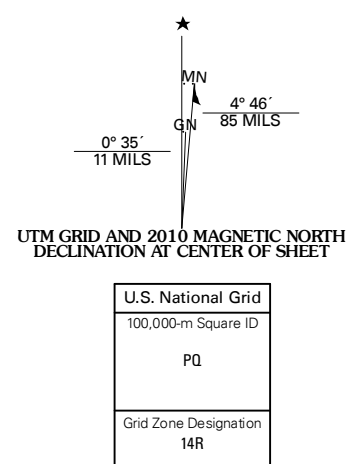 MN
4° 46´
85 MILS
GN
0° 35´
11 MILS
UTM GRID AND 2010 MAGNETIC NORTH
DECLINATION AT CENTER OF SHEET
U.S. National Grid
100,000-m Square ID
PQ
Grid Zone Designation
14R